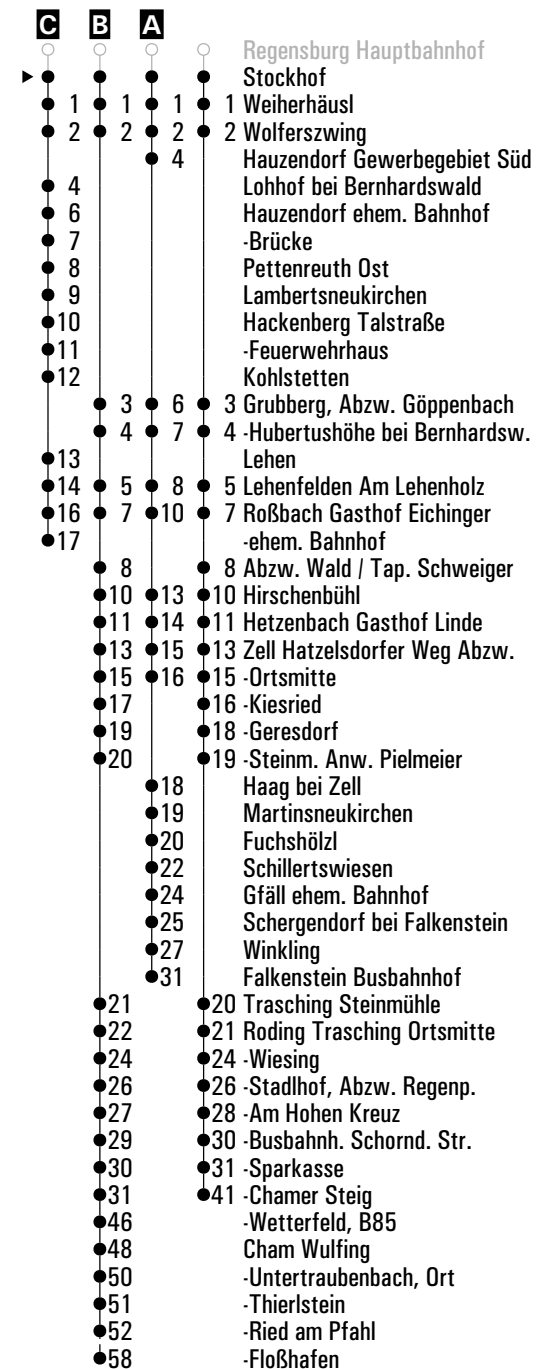 C B A
Regensburg Hauptbahnhof
Stockhof
1 1 1 1 Weiherhäusl
2 2 2 2 Wolferszwing
4 Hauzendorf Gewerbegebiet Süd
4 Lohhof bei Bernhardswald
6 Hauzendorf ehem. Bahnhof
7 -Brücke
8 Pettenreuth Ost
9 Lambertsneukirchen
10 Hackenberg Talstraße
11 -Feuerwehrhaus
12 Kohlstetten
3 6 3 Grubberg, Abzw. Göppenbach
4 7 4 -Hubertushöhe bei Bernhardsw.
13 Lehen
14 5 8 5 Lehenfelden Am Lehenholz
16 7 10 7 Roßbach Gasthof Eichinger
17 -ehem. Bahnhof
8 8 Abzw. Wald / Tap. Schweiger
10 13 10 Hirschenbühl
11 14 11 Hetzenbach Gasthof Linde
13 15 13 Zell Hatzelsdorfer Weg Abzw.
15 16 15 -Ortsmitte
17 16 -Kiesried
19 18 -Geresdorf
20 19 -Steinm. Anw. Pielmeier
18 Haag bei Zell
19 Martinsneukirchen
20 Fuchshölzl
22 Schillertswiesen
24 Gfäll ehem. Bahnhof
25 Schergendorf bei Falkenstein
27 Winkling
31 Falkenstein Busbahnhof
21 20 Trasching Steinmühle
22 21 Roding Trasching Ortsmitte
24 24 -Wiesing
26 26 -Stadlhof, Abzw. Regenp.
27 28 -Am Hohen Kreuz
29 30 -Busbahnh. Schornd. Str.
30 31 -Sparkasse
31 41 -Chamer Steig
46 -Wetterfeld, B85
48 Cham Wulfing
50 -Untertraubenbach, Ort
51 -Thierlstein
52 -Ried am Pfahl
58 -Floßhafen